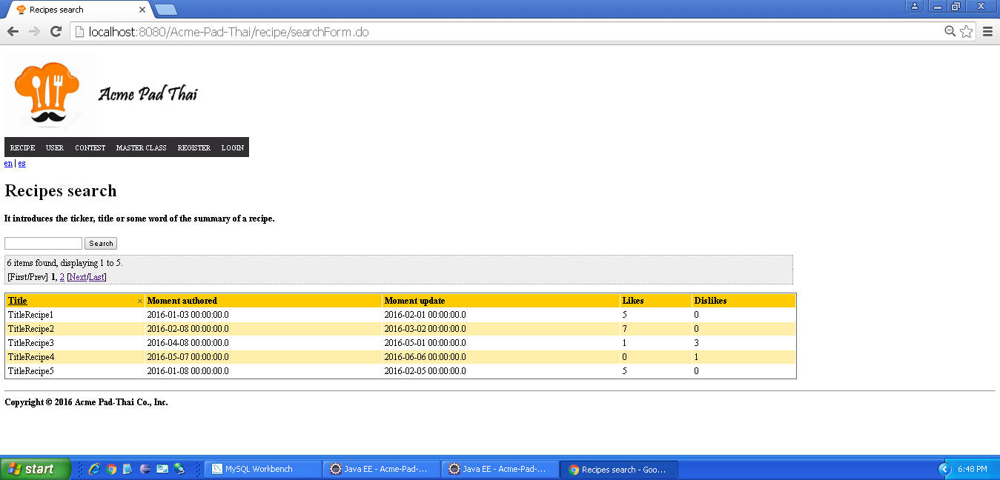 Recipes search
localhost:8080/Acme-Pad-Thai/recipe/searchForm.do
Acme Pad Thai
RECIPE USER CONTEST MASTER CLASS REGISTER LOGIN
en | es
Recipes search
It introduces the ticker, title or some word of the summary of a recipe.
Search
6 items found, displaying 1 to 5.
[First/Prev] 1, 2 [Next/Last]
Title Moment authored Moment update Likes Dislikes
TitleRecipe1 2016-01-03 00:00:00.0 2016-02-01 00:00:00.0 5 0
TitleRecipe2 2016-02-08 00:00:00.0 2016-03-02 00:00:00.0 7 0
TitleRecipe3 2016-04-08 00:00:00.0 2016-05-01 00:00:00.0 1 3
TitleRecipe4 2016-05-07 00:00:00.0 2016-06-06 00:00:00.0 0 1
TitleRecipe5 2016-01-08 00:00:00.0 2016-02-05 00:00:00.0 5 0
Copyright © 2016 Acme Pad-Thai Co., Inc.
start MySQL Workbench Java EE - Acme-Pad-... Java EE - Acme-Pad-... Recipes search - Goo... 6:48 PM